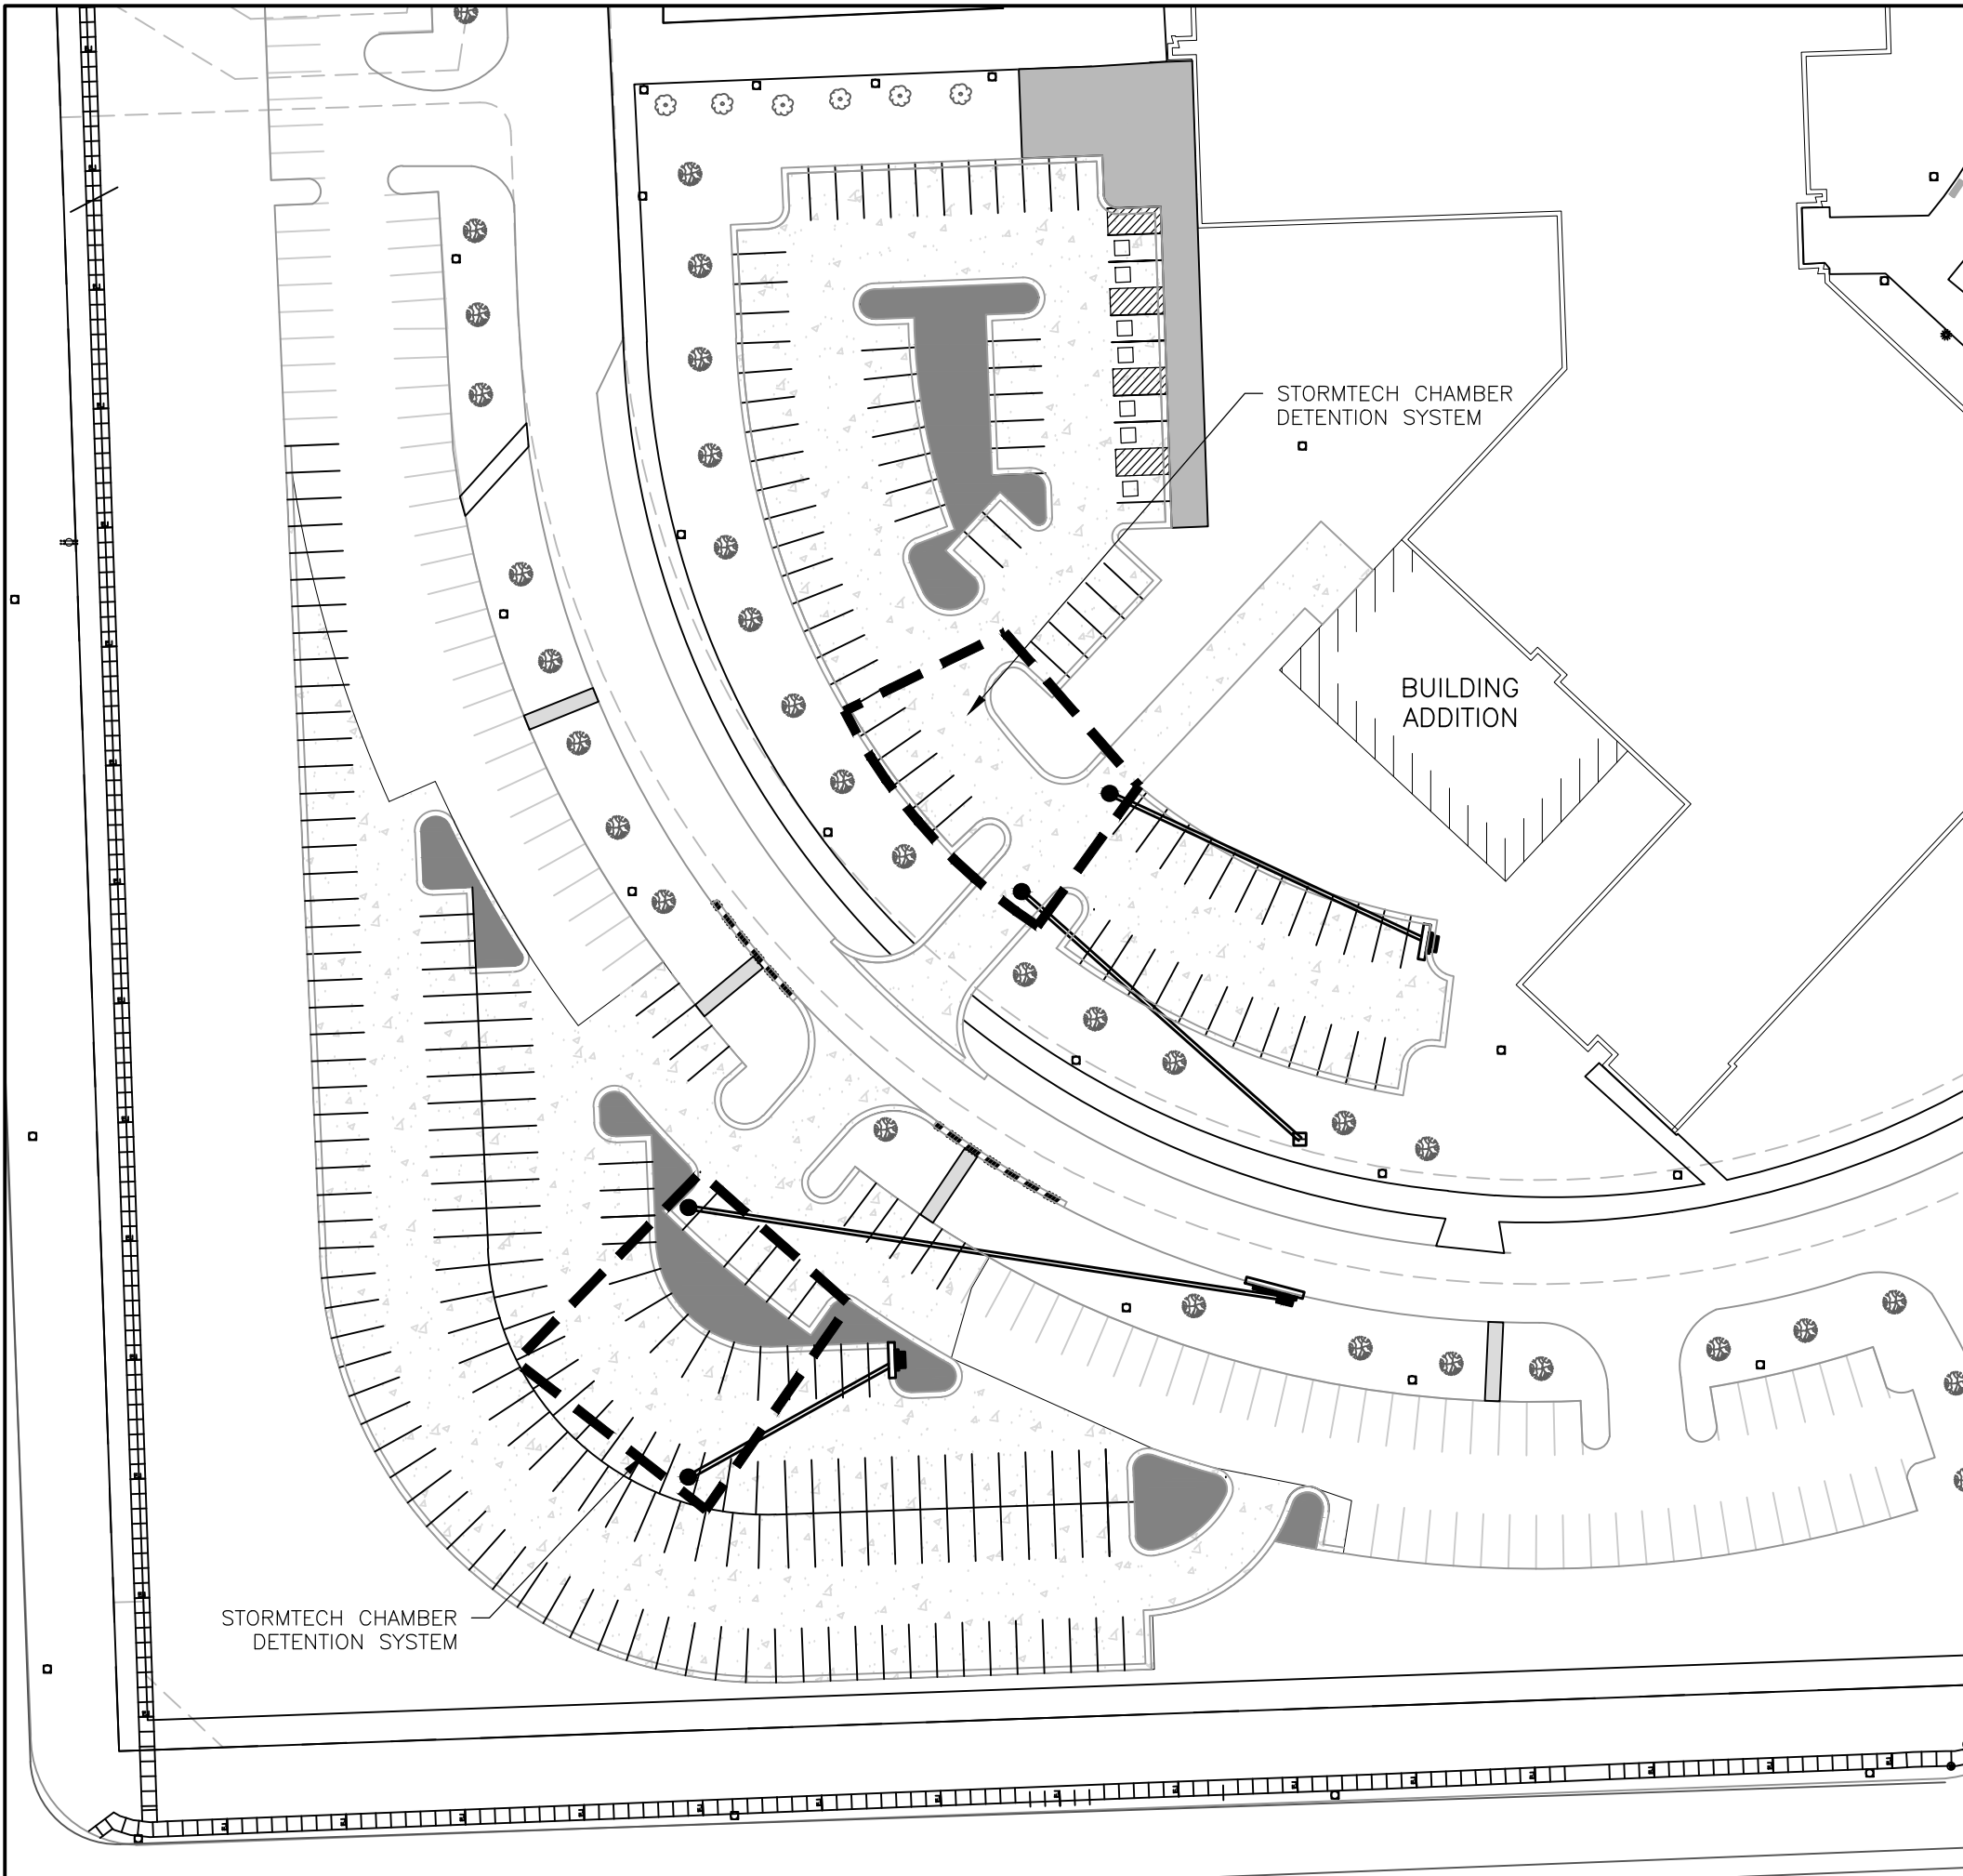 STORMTECH CHAMBER
DETENTION SYSTEM
BUILDING
ADDITION
STORMTECH CHAMBER
DETENTION SYSTEM